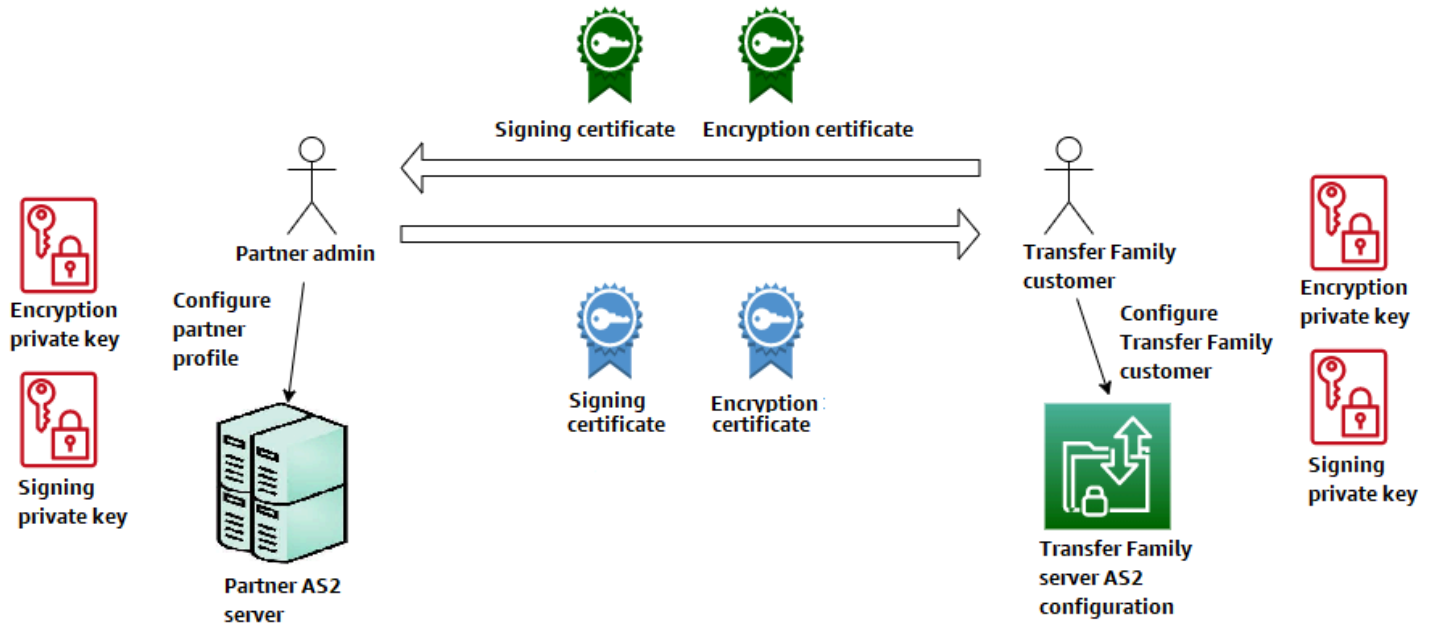 Signing certificate
Encryption certificate
Partner admin
Transfer Family
customer
Encryption
private key
Configure
partner
profile
Signing
private key
Signing
certificate
Encryption
certificate
Configure
Transfer Family
customer
Encryption
private key
Signing
private key
Partner AS2
server
Transfer Family
server AS2
configuration